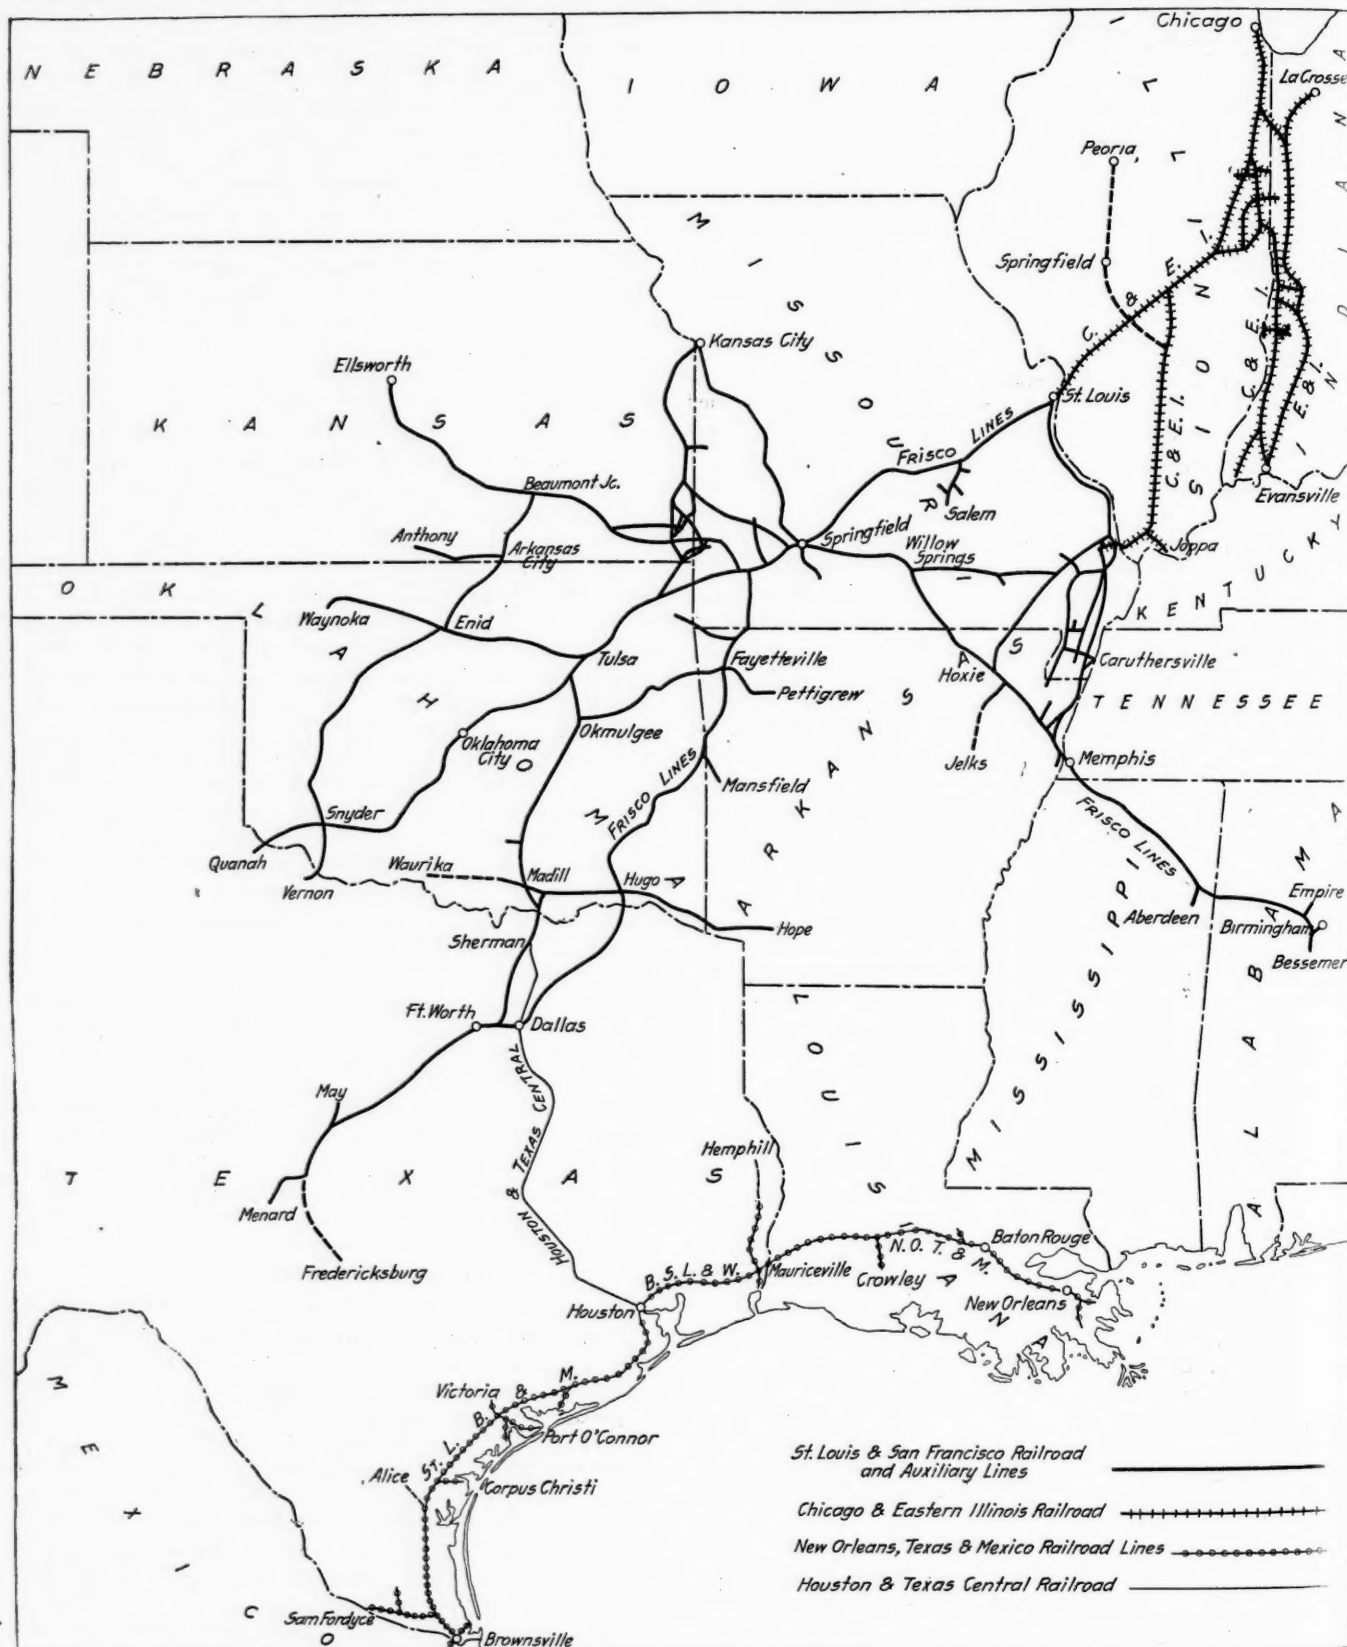 Chicago
NEBRASKA
IOWA
ILLINOIS
INDIANA
LaCrosse
Peoria
MISSOURI
Springfield
C. & E. I.
Kansas City
Ellsworth
St. Louis
KANSAS
FRISCO LINES
C. & E. I.
C. & E. I.
E. & I.
Beaumont Jc.
Salem
Evansville
Anthony
Arkansas
City
Springfield
Willow
Springs
Joppa
KENTUCKY
OKLAHOMA
Waynoka
Enid
Tulsa
Fayetteville
Hoxie
Caruthersville
Pettigrew
TENNESSEE
Oklahoma
City
Okmulgee
ARKANSAS
Jelks
Memphis
Mansfield
FRISCO LINES
FRISCO LINES
Snyder
Quanah
Vernon
Waurika
Madill
Hugo
Hope
Aberdeen
Empire
Birmingham
Bessemer
Sherman
Ft. Worth
Dallas
MISSISSIPPI
ALABAMA
LOUISIANA
HOUSTON & TEXAS CENTRAL
May
Hemphill
TEXAS
Menard
Fredericksburg
B. S. L. & W.
Mauriceville
N. O. T. & M.
Crowley
Baton Rouge
New Orleans
Houston
Victoria
ST. L. B. & M.
Port O'Connor
Alice
Corpus Christi
MEXICO
Sam Fordyce
Brownsville
St. Louis & San Francisco Railroad
and Auxiliary Lines
Chicago & Eastern Illinois Railroad
New Orleans, Texas & Mexico Railroad Lines
Houston & Texas Central Railroad